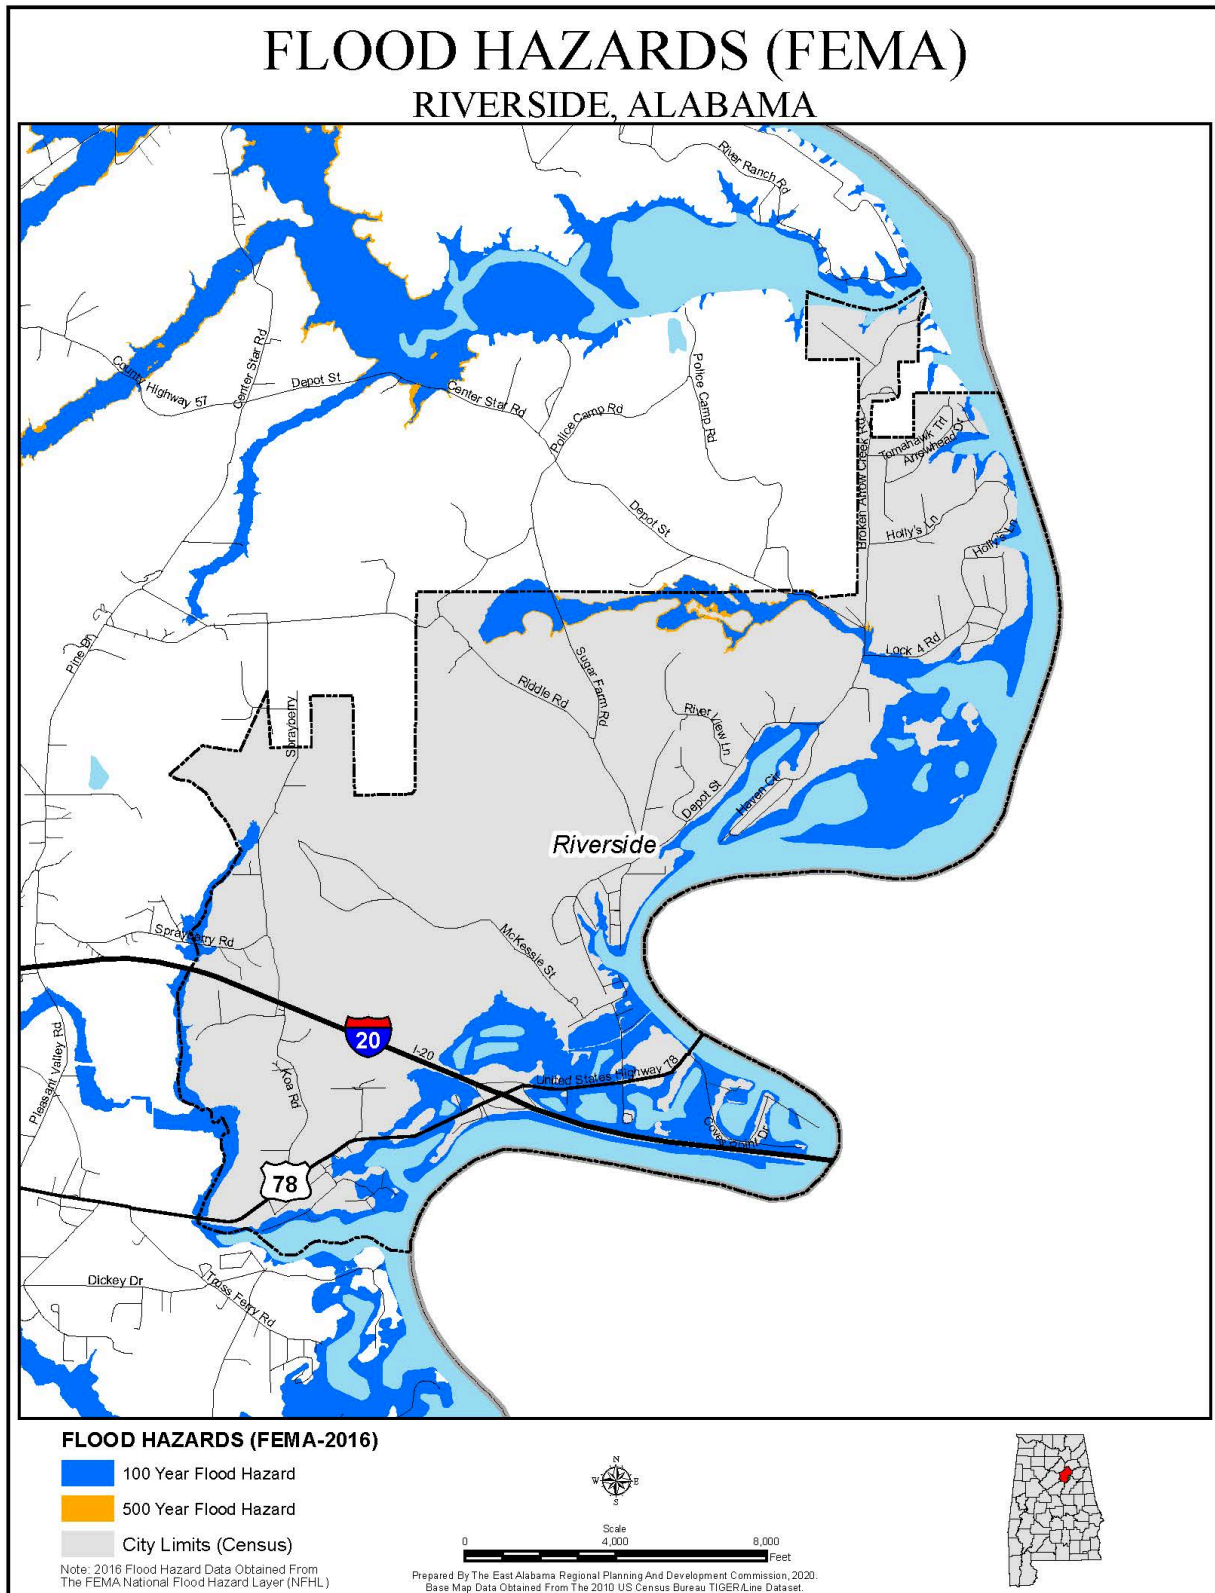 FLOOD HAZARDS (FEMA)
RIVERSIDE, ALABAMA
River Ranch Rd
Center Star Rd
County Highway 57
Depot St
Center Star Rd
Police Camp Rd
Police Camp Rd
Depot St
Broken Arrow Creek Rd
Tomahawk Trl
Arrowhead Dr
Holly's Ln
Holly's Ln
Lock 4 Rd
Pine Dr
Sprayberry
Riddle Rd
Sugar Farm Rd
River View Ln
Depot St
Haven Cir
Riverside
Sprayberry Rd
McKessie St
20
I-20
United States Highway 78
Koa Rd
Pleasant Valley Rd
Cover Point Dr
78
Dickey Dr
Truss Ferry Rd
FLOOD HAZARDS (FEMA-2016)
100 Year Flood Hazard
500 Year Flood Hazard
City Limits (Census)
Note: 2016 Flood Hazard Data Obtained From
The FEMA National Flood Hazard Layer (NFHL)
N
W E
S
Scale
0 4,000 8,000
Feet
Prepared By The East Alabama Regional Planning And Development Commission, 2020.
Base Map Data Obtained From The 2010 US Census Bureau TIGER/Line Dataset.